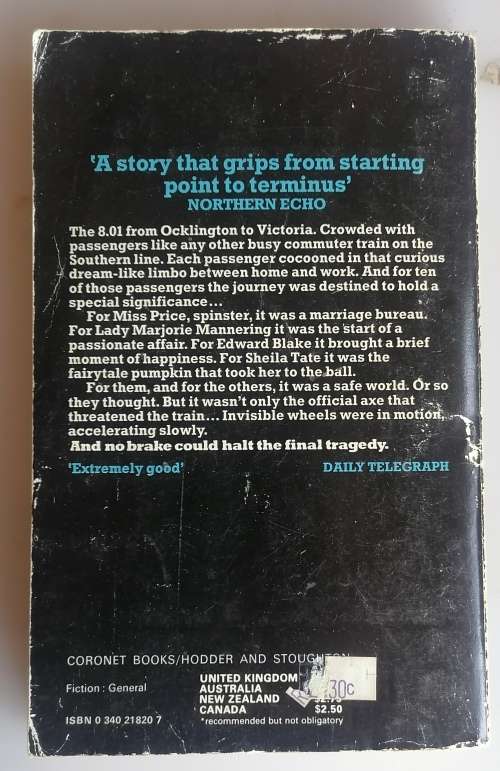 'A story that grips from starting
point to terminus'
NORTHERN ECHO
The 8.01 from Ocklington to Victoria. Crowded with
passengers like any other busy commuter train on the
Southern line. Each passenger cocooned in that curious
dream-like limbo between home and work. And for ten
of those passengers the journey was destined to hold a
special significance...
For Miss Price, spinster, it was a marriage bureau.
For Lady Marjorie Mannering it was the start of a
passionate affair. For Edward Blake it brought a brief
moment of happiness. For Sheila Tate it was the
fairytale pumpkin that took her to the ball.
For them, and for the others, it was a safe world. Or so
they thought. But it wasn't only the official axe that
threatened the train... Invisible wheels were in motion,
accelerating slowly.
And no brake could halt the final tragedy.
'Extremely good' DAILY TELEGRAPH
CORONET BOOKS/HODDER AND STOUGHTON
UNITED KINGDOM
Fiction : General AUSTRALIA 30c
NEW ZEALAND
ISBN 0 340 21820 7 CANADA $2.50
*recommended but not obligatory